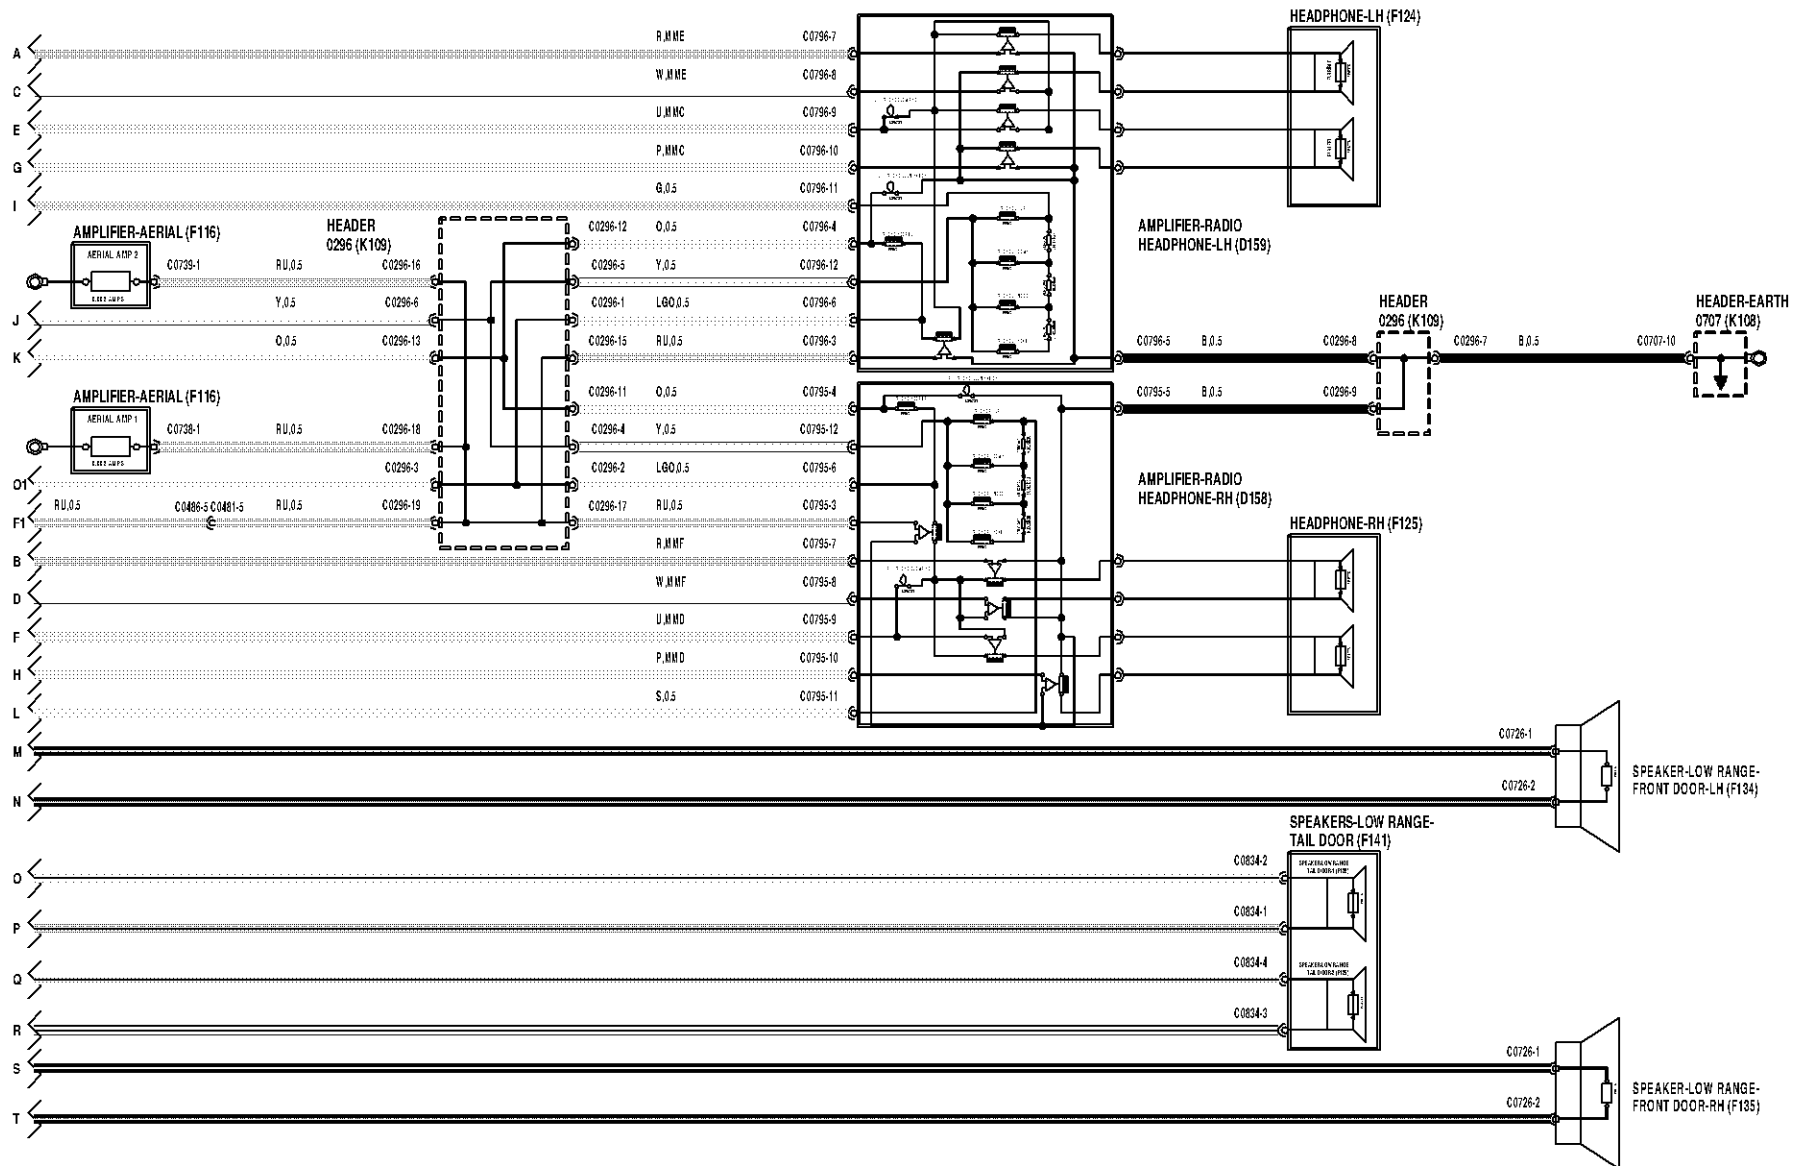 HEADPHONE-LH (F124)
A
R,MME
C0796-7
C
W,MME
C0796-8
E
U,MMC
C0796-9
G
P,MMC
C0796-10
I
G,0.5
C0796-11
AMPLIFIER-AERIAL (F116)
AERIAL AMP 2
HEADER
0296 (K109)
C0296-12
O,0.5
C0796-4
AMPLIFIER-RADIO
HEADPHONE-LH (D159)
C0739-1
RU,0.5
C0296-16
C0296-5
Y,0.5
C0796-12
J
Y,0.5
C0296-6
C0296-1
LGO,0.5
C0796-6
HEADER
0296 (K109)
HEADER-EARTH
0707 (K108)
K
O,0.5
C0296-13
C0296-15
RU,0.5
C0796-3
C0796-5
B,0.5
C0296-8
C0296-7
B,0.5
C0707-10
AMPLIFIER-AERIAL (F116)
AERIAL AMP 1
C0296-11
O,0.5
C0795-4
C0795-5
B,0.5
C0296-9
C0738-1
RU,0.5
C0296-18
C0296-4
Y,0.5
C0795-12
O1
C0296-3
C0296-2
LGO,0.5
C0795-6
AMPLIFIER-RADIO
HEADPHONE-RH (D158)
F1
RU,0.5
C0486-5 C0481-5
RU,0.5
C0296-19
C0296-17
RU,0.5
C0795-3
HEADPHONE-RH (F125)
B
R,MMF
C0795-7
D
W,MMF
C0795-8
F
U,MMD
C0795-9
H
P,MMD
C0795-10
L
S,0.5
C0795-11
M
C0726-1
N
C0726-2
SPEAKER-LOW RANGE-
FRONT DOOR-LH (F134)
SPEAKERS-LOW RANGE-
TAIL DOOR (F141)
O
C0834-2
P
C0834-1
Q
C0834-4
R
C0834-3
S
C0726-1
T
C0726-2
SPEAKER-LOW RANGE-
FRONT DOOR-RH (F135)